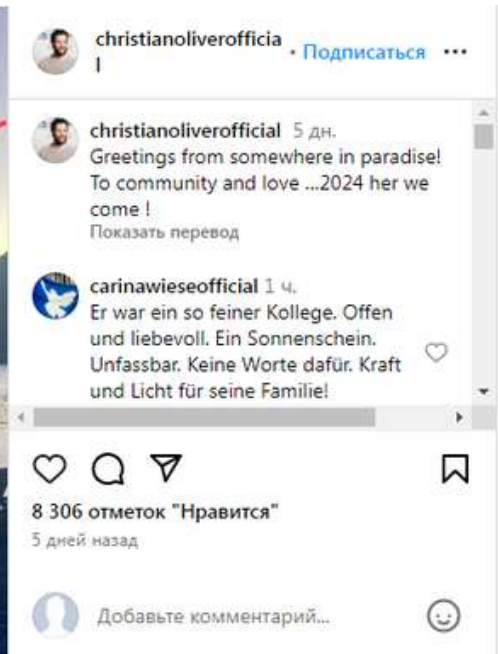 christianoliverofficia
l
• Подписаться
christianoliverofficial 5 дн.
Greetings from somewhere in paradise!
To community and love ...2024 her we
come !
Показать перевод
carinawieseofficial 1 ч.
Er war ein so feiner Kollege. Offen
und liebevoll. Ein Sonnenschein.
Unfassbar. Keine Worte dafür. Kraft
und Licht für seine Familie!
8 306 отметок "Нравится"
5 дней назад
Добавьте комментарий...